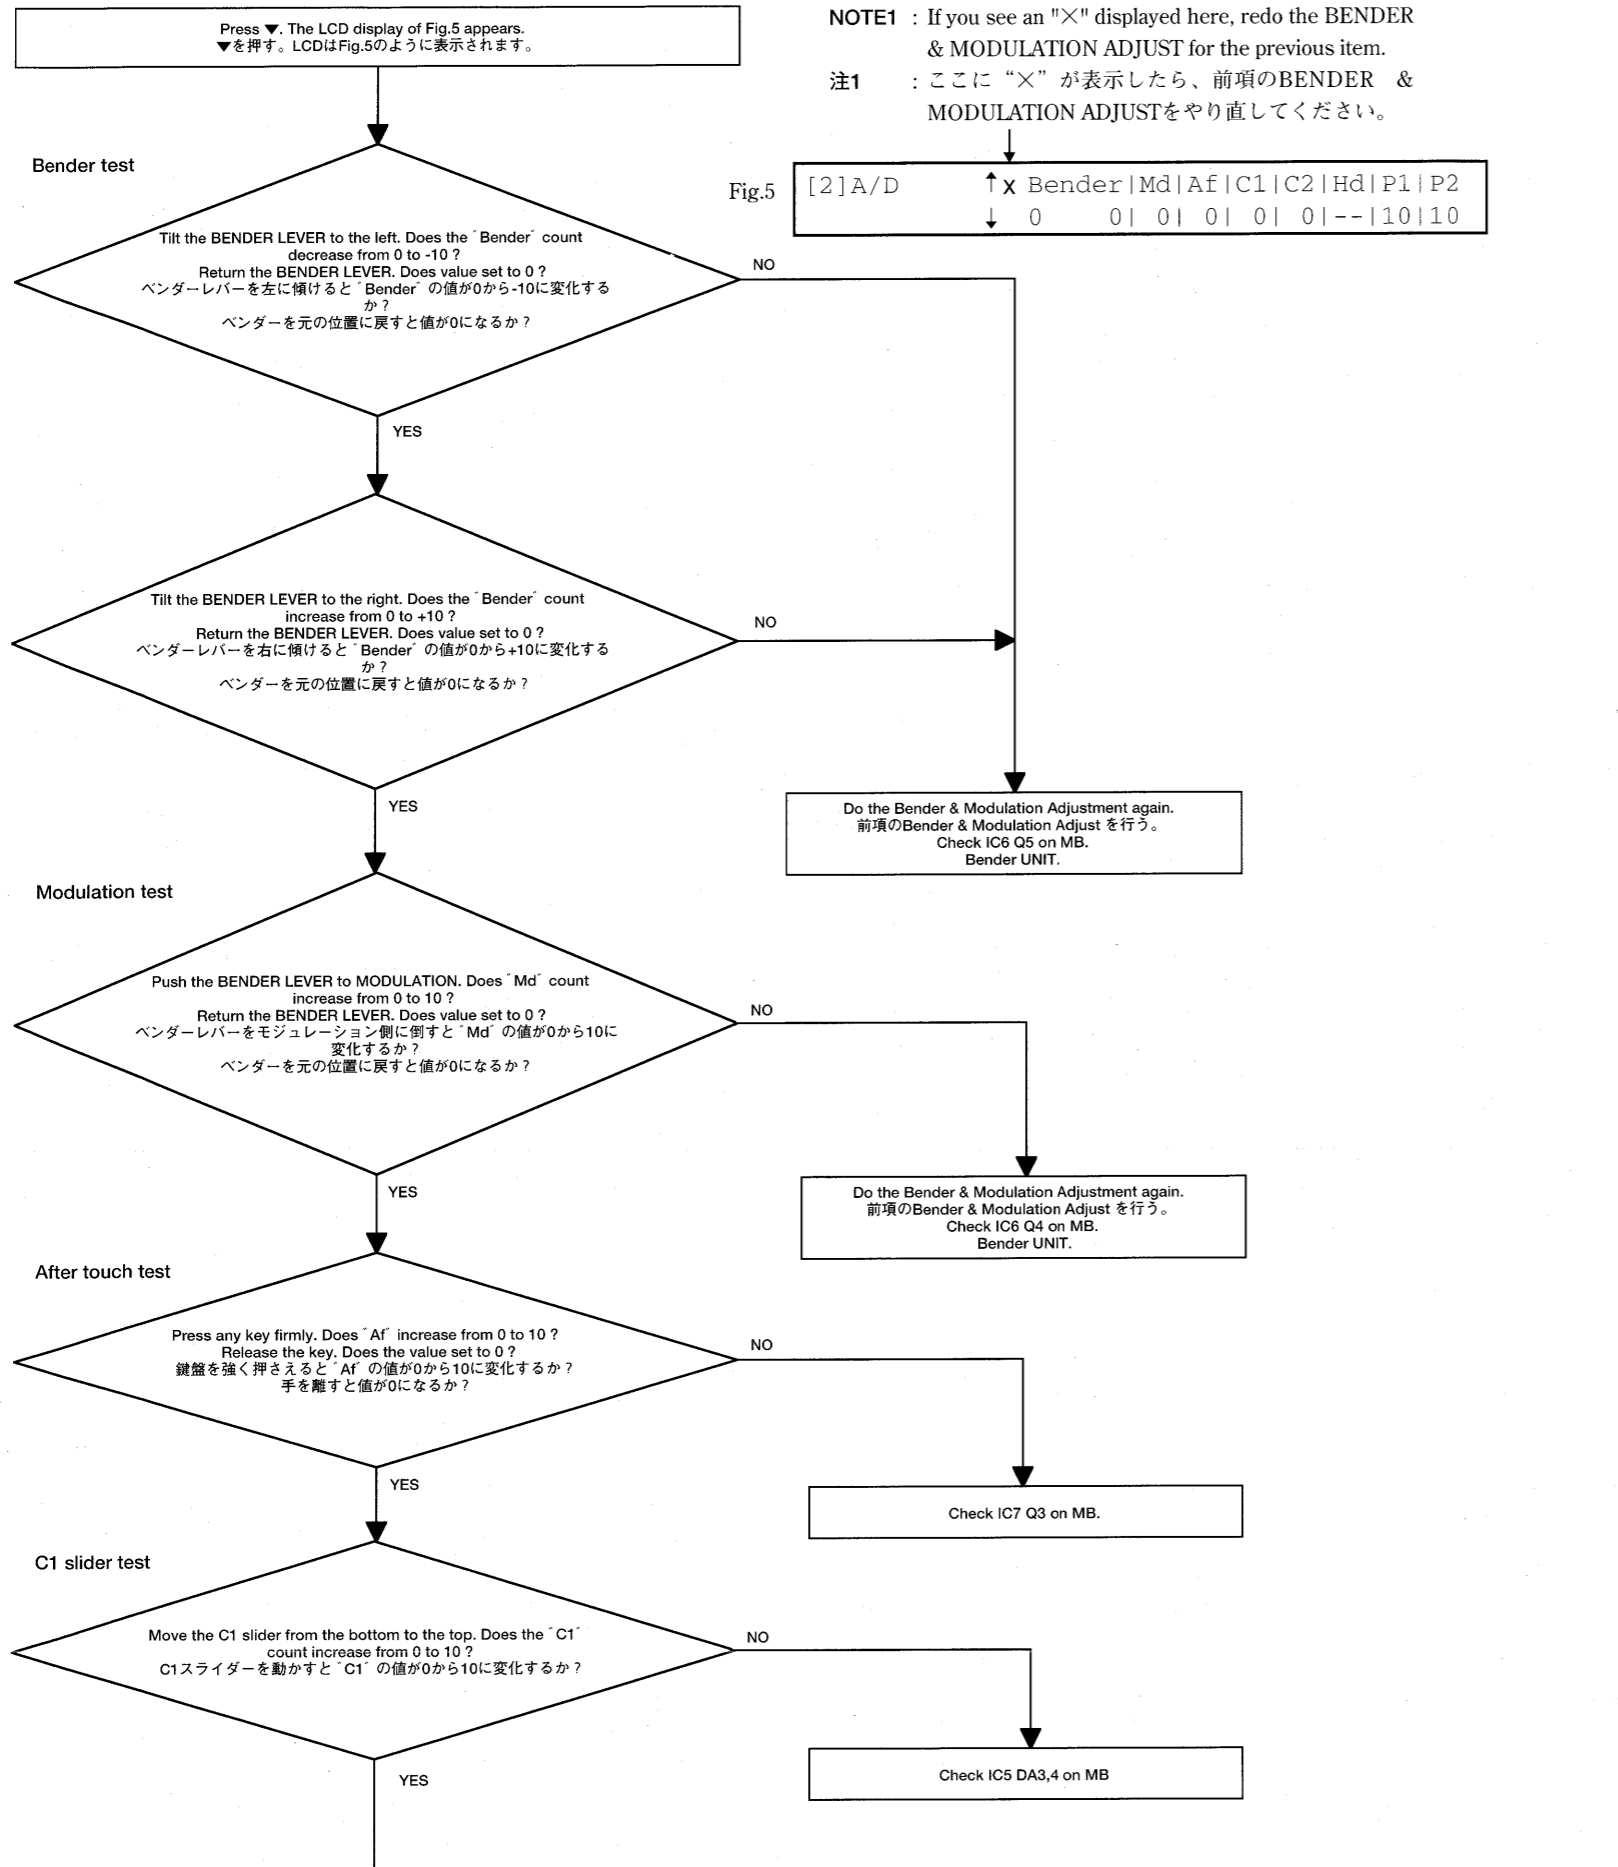 Press ▼. The LCD display of Fig.5 appears.
▼を押す。LCDはFig.5のように表示されます。
NOTE1 : If you see an "×" displayed here, redo the BENDER
& MODULATION ADJUST for the previous item.
注1 : ここに“×”が表示したら、前項のBENDER &
MODULATION ADJUSTをやり直してください。
Fig.5
[2]A/D ↑x Bender|Md|Af|C1|C2|Hd|P1|P2
↓ 0 0| 0| 0| 0| 0|--|10|10
Bender test
Tilt the BENDER LEVER to the left. Does the ˝Bender˝ count
decrease from 0 to -10 ?
Return the BENDER LEVER. Does value set to 0 ?
ベンダーレバーを左に傾けると˝Bender˝の値が0から-10に変化する
か？
ベンダーを元の位置に戻すと値が0になるか？
NO
YES
Tilt the BENDER LEVER to the right. Does the ˝Bender˝ count
increase from 0 to +10 ?
Return the BENDER LEVER. Does value set to 0 ?
ベンダーレバーを右に傾けると˝Bender˝の値が0から+10に変化する
か？
ベンダーを元の位置に戻すと値が0になるか？
NO
YES
Do the Bender & Modulation Adjustment again.
前項のBender & Modulation Adjust を行う。
Check IC6 Q5 on MB.
Bender UNIT.
Modulation test
Push the BENDER LEVER to MODULATION. Does ˝Md˝ count
increase from 0 to 10 ?
Return the BENDER LEVER. Does value set to 0 ?
ベンダーレバーをモジュレーション側に倒すと˝Md˝の値が0から10に
変化するか？
ベンダーを元の位置に戻すと値が0になるか？
NO
YES
Do the Bender & Modulation Adjustment again.
前項のBender & Modulation Adjust を行う。
Check IC6 Q4 on MB.
Bender UNIT.
After touch test
Press any key firmly. Does ˝Af˝ increase from 0 to 10 ?
Release the key. Does the value set to 0 ?
鍵盤を強く押さえると˝Af˝の値が0から10に変化するか？
手を離すと値が0になるか？
NO
YES
Check IC7 Q3 on MB.
C1 slider test
Move the C1 slider from the bottom to the top. Does the ˝C1˝
count increase from 0 to 10 ?
C1スライダーを動かすと˝C1˝の値が0から10に変化するか？
NO
YES
Check IC5 DA3,4 on MB